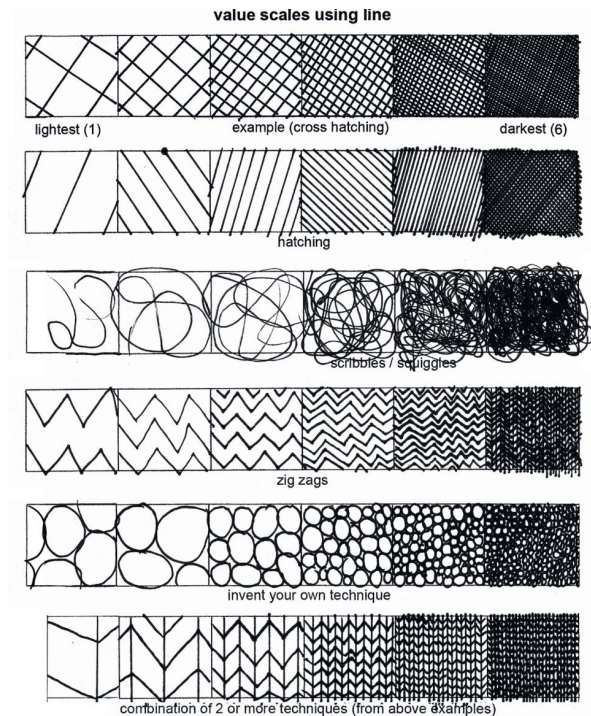 value scales using line
lightest (1)
example (cross hatching)
darkest (6)
hatching
scribbles / squiggles
zig zags
invent your own technique
combination of 2 or more techniques (from above examples)